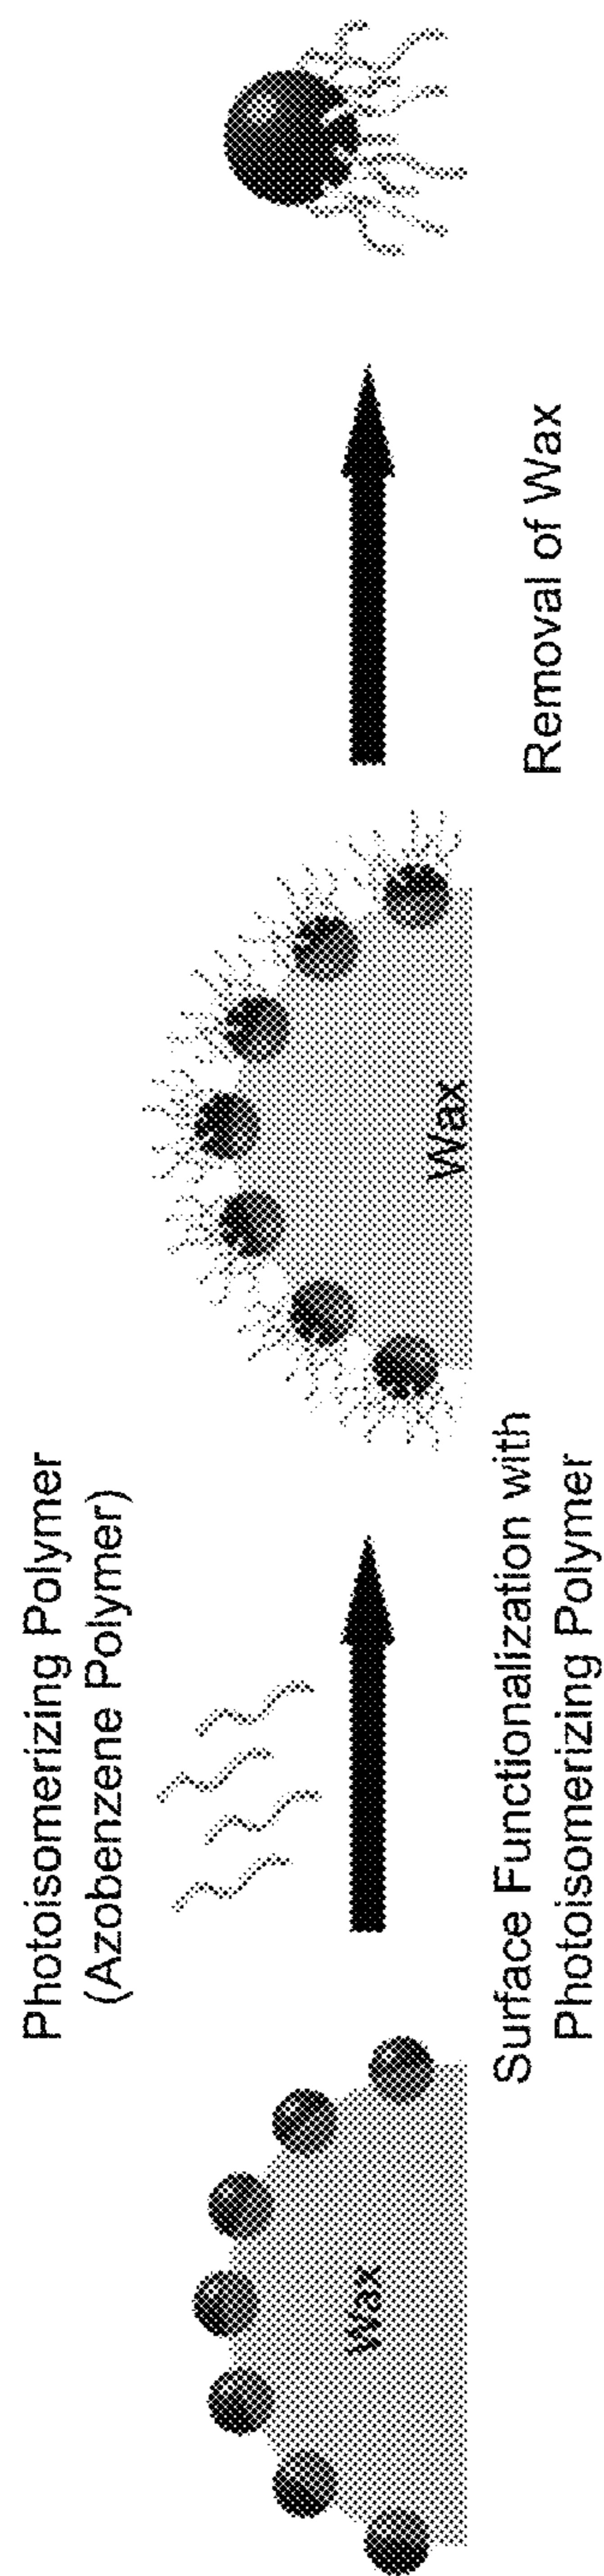 Photoisomerizing Polymer
(Azobenzene Polymer)
Wax
Surface Functionalization with
Photoisomerizing Polymer
Wax
Removal of Wax